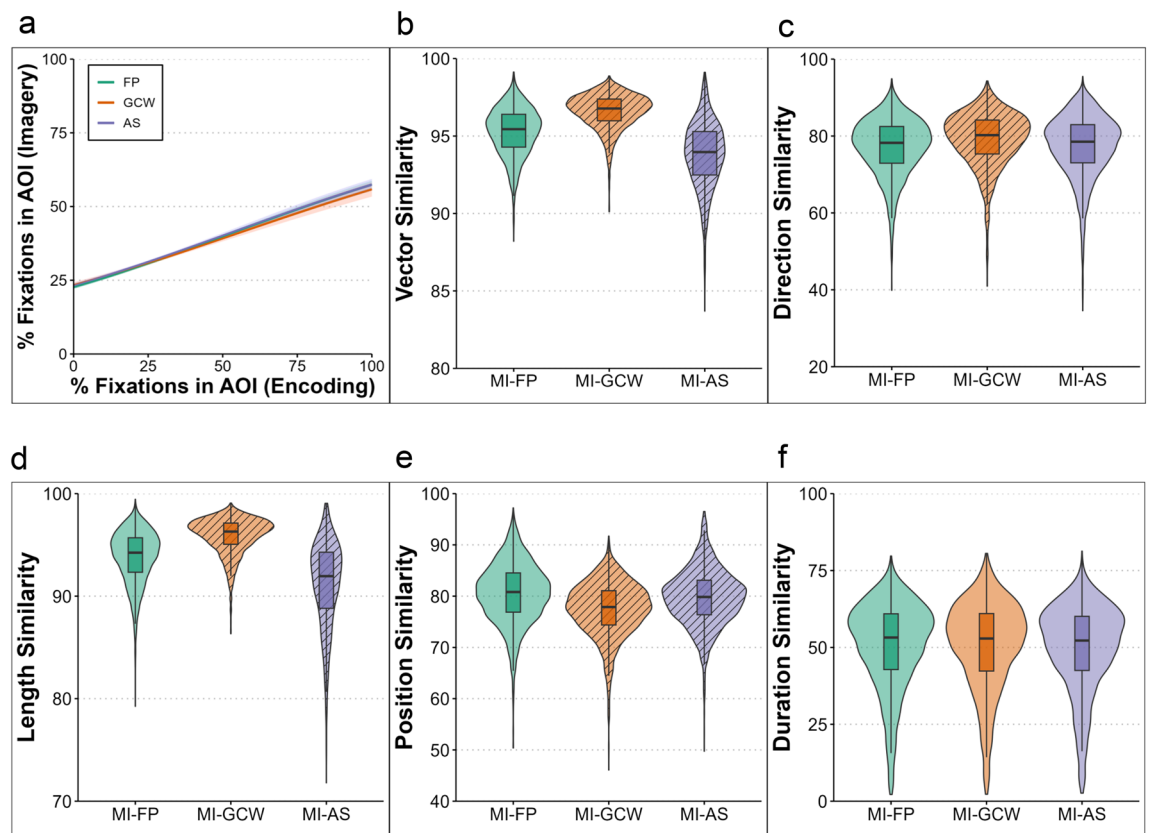 a
% Fixations in AOI (Imagery)
100
75
50
25
0
FP
GCW
AS
0 25 50 75 100
% Fixations in AOI (Encoding)
b
Vector Similarity
100
95
90
85
80
MI-FP MI-GCW MI-AS
c
Direction Similarity
100
80
60
40
20
MI-FP MI-GCW MI-AS
d
Length Similarity
100
90
80
70
MI-FP MI-GCW MI-AS
e
Position Similarity
100
90
80
70
60
50
40
MI-FP MI-GCW MI-AS
f
Duration Similarity
100
75
50
25
0
MI-FP MI-GCW MI-AS